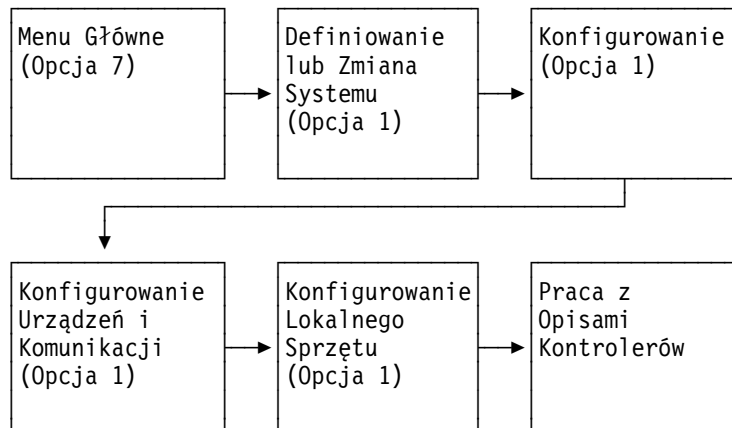 Menu Główne
(Opcja 7)
Definiowanie
lub Zmiana
Systemu
(Opcja 1)
Konfigurowanie
(Opcja 1)
Konfigurowanie
Urządzeń i
Komunikacji
(Opcja 1)
Konfigurowanie
Lokalnego
Sprzętu
(Opcja 1)
Praca z
Opisami
Kontrolerów